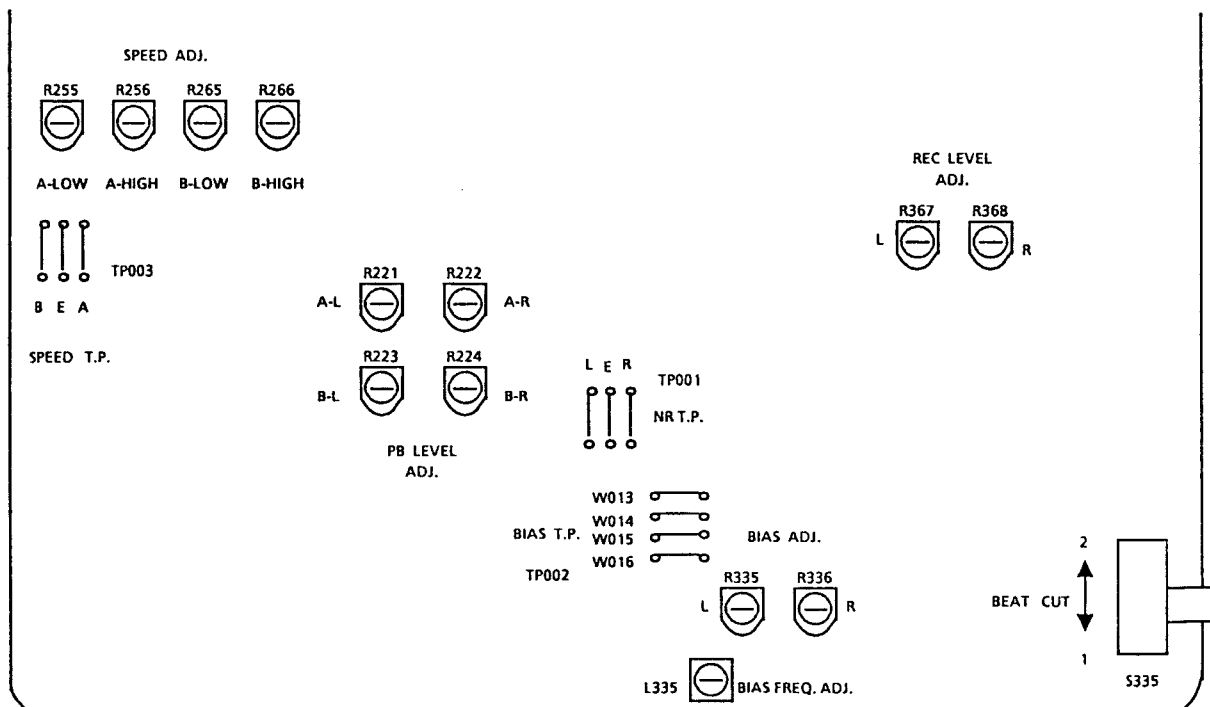 SPEED ADJ.
R255 R256 R265 R266
A-LOW A-HIGH B-LOW B-HIGH
TP003
B E A
SPEED T.P.
REC LEVEL
ADJ.
R367 R368
L
R
R221 R222
A-L A-R
R223 R224
B-L B-R
PB LEVEL
ADJ.
L E R
TP001
NR T.P.
W013
W014
BIAS T.P. W015
W016
TP002
BIAS ADJ.
R335 R336
L R
L335 BIAS FREQ. ADJ.
2
BEAT CUT
1
S335